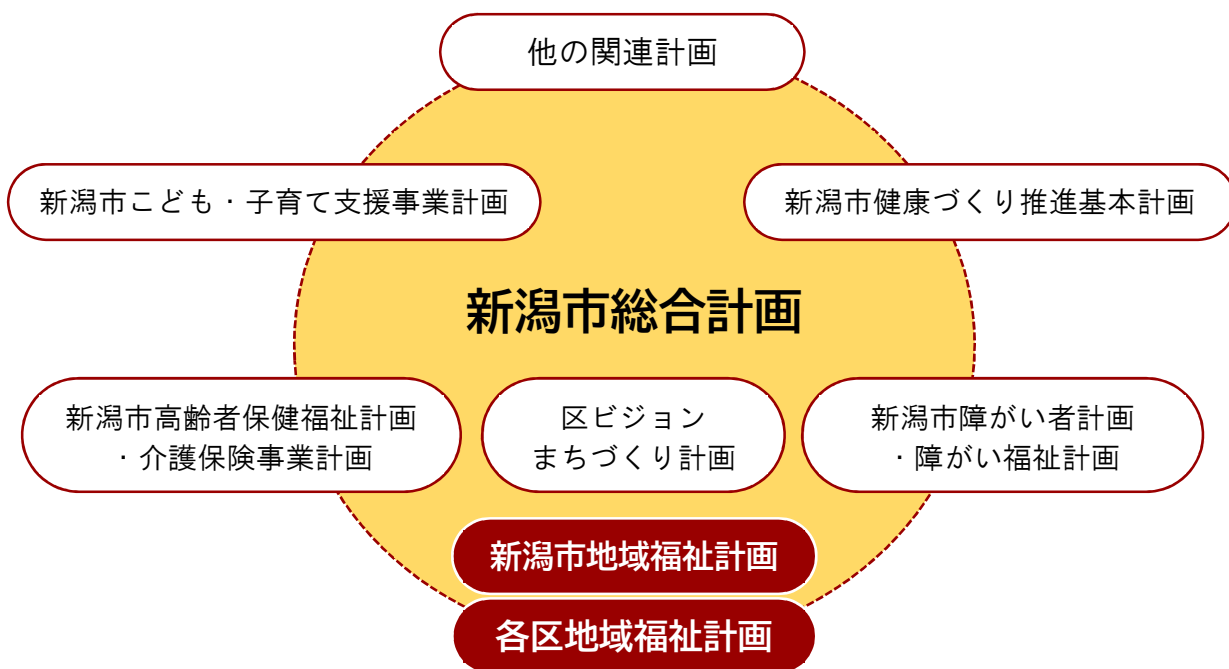 他の関連計画
新潟市こども・子育て支援事業計画
新潟市健康づくり推進基本計画
新潟市総合計画
新潟市高齢者保健福祉計画
・介護保険事業計画
区ビジョン
まちづくり計画
新潟市障がい者計画
・障がい福祉計画
新潟市地域福祉計画
各区地域福祉計画